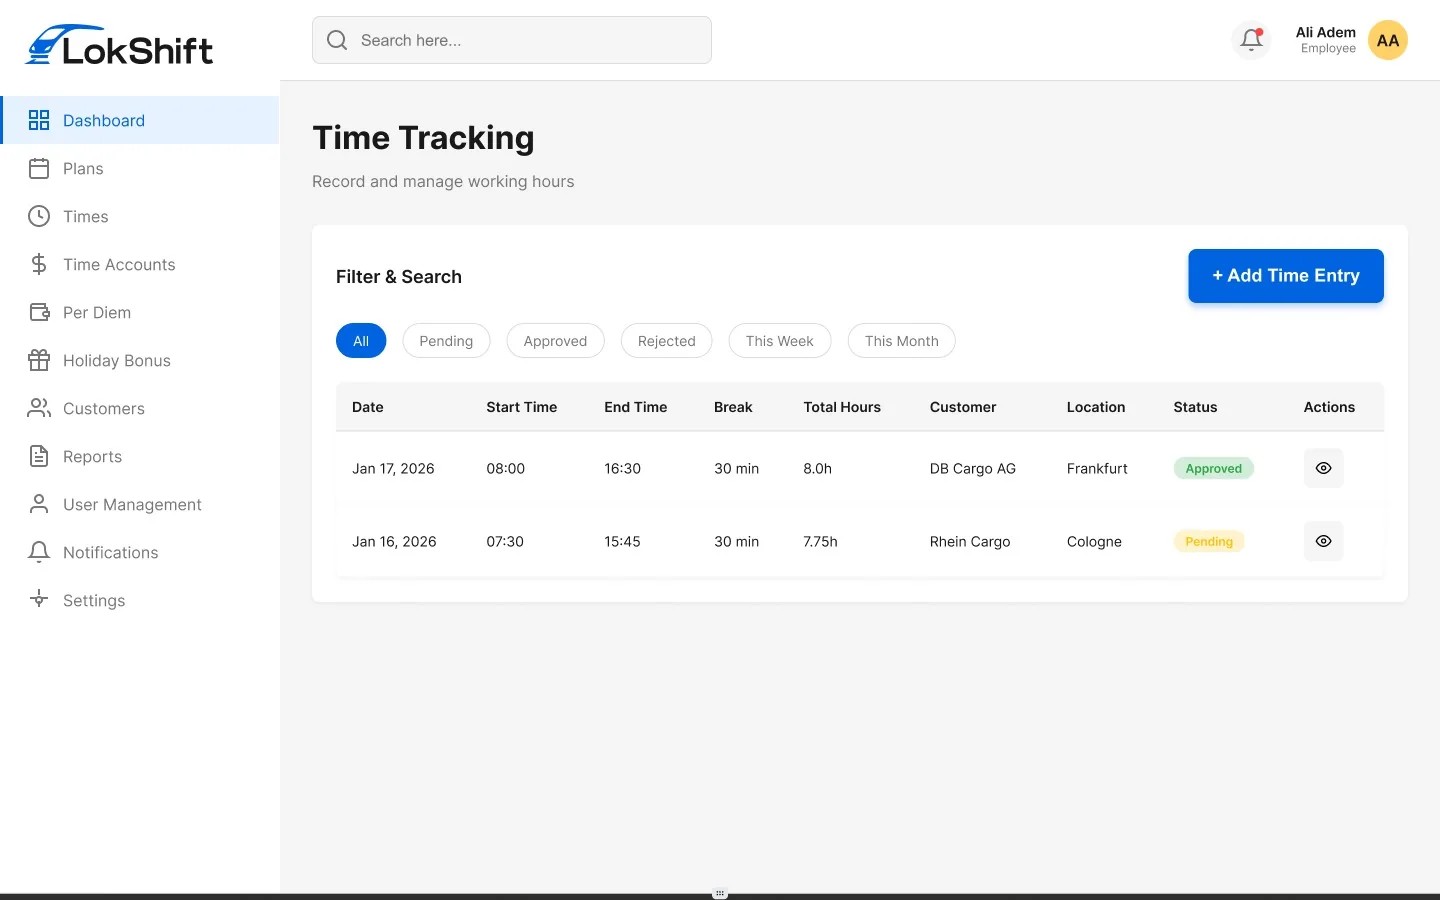 LokShift
Search here...
Ali Adem
Employee
AA
Dashboard
Plans
Times
Time Accounts
Per Diem
Holiday Bonus
Customers
Reports
User Management
Notifications
Settings
Time Tracking
Record and manage working hours
Filter & Search
+ Add Time Entry
All Pending Approved Rejected This Week This Month
Date Start Time End Time Break Total Hours Customer Location Status Actions
Jan 17, 2026 08:00 16:30 30 min 8.0h DB Cargo AG Frankfurt Approved
Jan 16, 2026 07:30 15:45 30 min 7.75h Rhein Cargo Cologne Pending